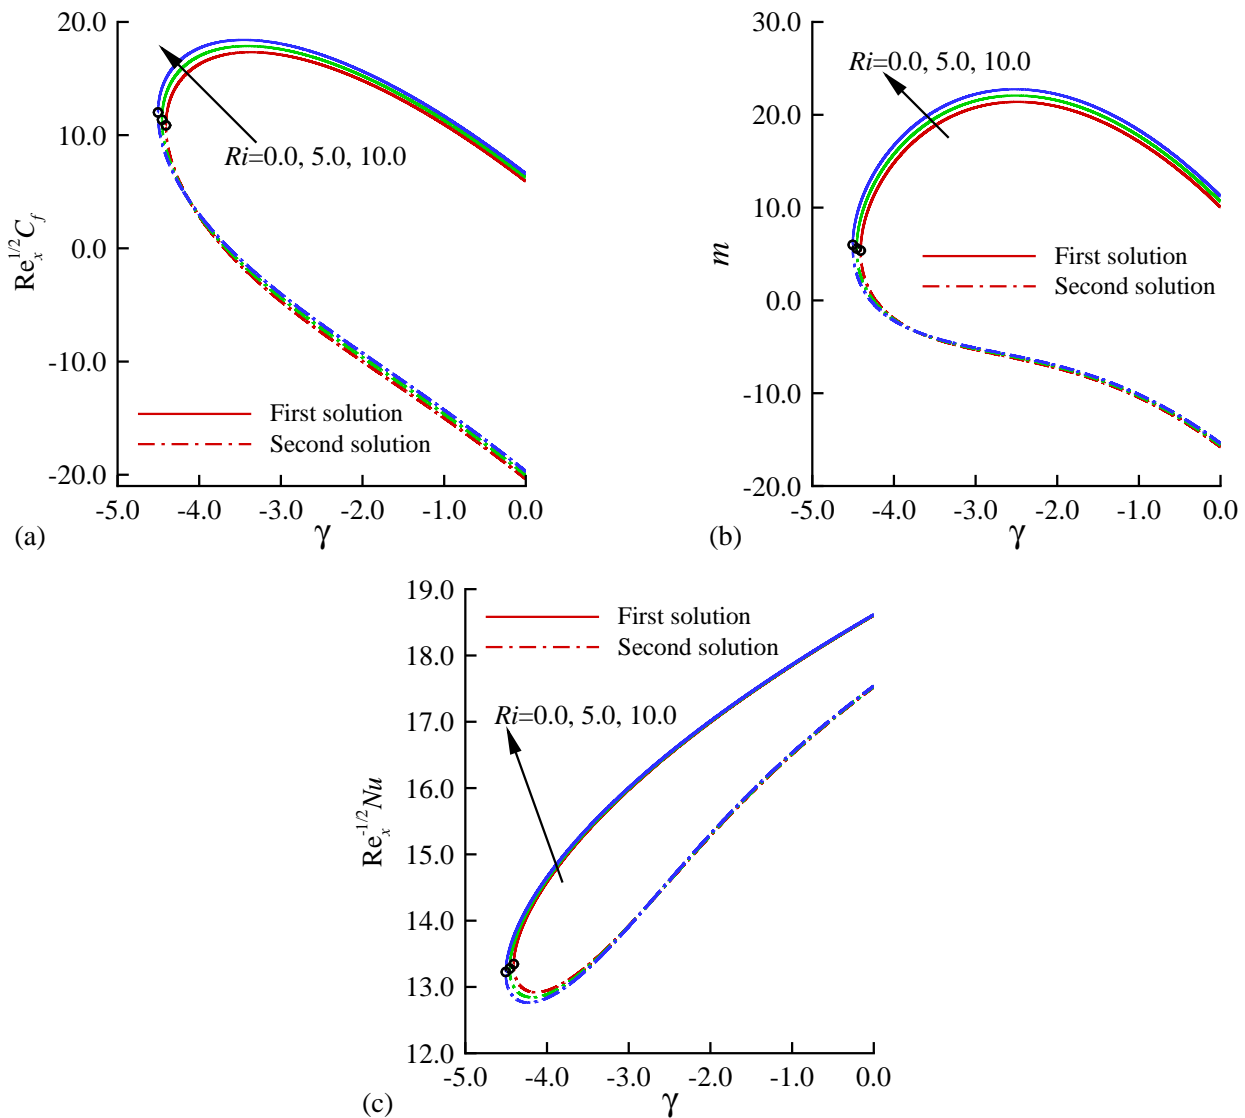 20.0
10.0
0.0
-10.0
-20.0
Re_x^{1/2}C_f
Ri=0.0, 5.0, 10.0
First solution
Second solution
-5.0 -4.0 -3.0 -2.0 -1.0 0.0
(a) γ
30.0
20.0
10.0
0.0
-10.0
-20.0
m
Ri=0.0, 5.0, 10.0
First solution
Second solution
-5.0 -4.0 -3.0 -2.0 -1.0 0.0
(b) γ
19.0
18.0
17.0
16.0
15.0
14.0
13.0
12.0
Re_x^{-1/2}Nu
First solution
Second solution
Ri=0.0, 5.0, 10.0
-5.0 -4.0 -3.0 -2.0 -1.0 0.0
(c) γ